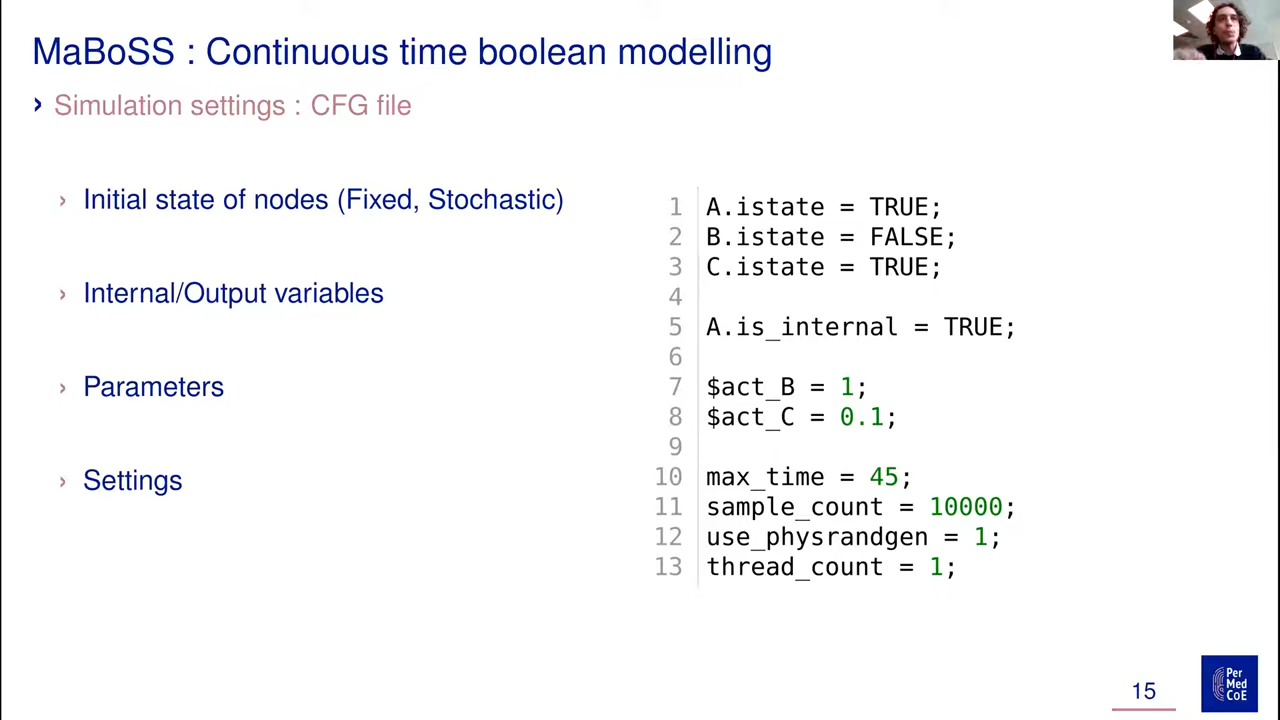 MaBoSS : Continuous time boolean modelling
› Simulation settings : CFG file
› Initial state of nodes (Fixed, Stochastic)
› Internal/Output variables
› Parameters
› Settings
1 A.istate = TRUE;
2 B.istate = FALSE;
3 C.istate = TRUE;
4
5 A.is_internal = TRUE;
6
7 $act_B = 1;
8 $act_C = 0.1;
9
10 max_time = 45;
11 sample_count = 10000;
12 use_physrandgen = 1;
13 thread_count = 1;
15
Per
Med
CoE